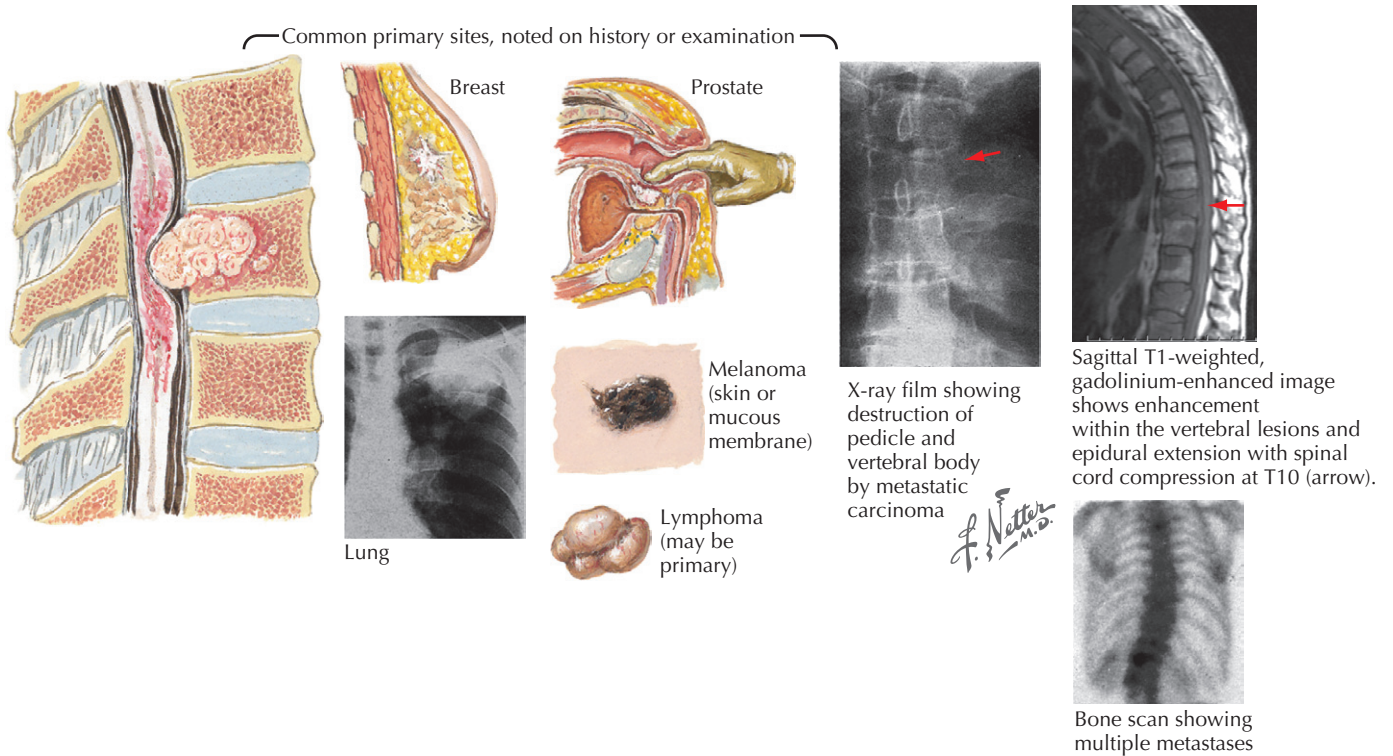 Common primary sites, noted on history or examination
Breast
Prostate
Lung
Melanoma
(skin or
mucous
membrane)
Lymphoma
(may be
primary)
X-ray film showing
destruction of
pedicle and
vertebral body
by metastatic
carcinoma
F. Netter
M.D.
Sagittal T1-weighted,
gadolinium-enhanced image
shows enhancement
within the vertebral lesions and
epidural extension with spinal
cord compression at T10 (arrow).
Bone scan showing
multiple metastases